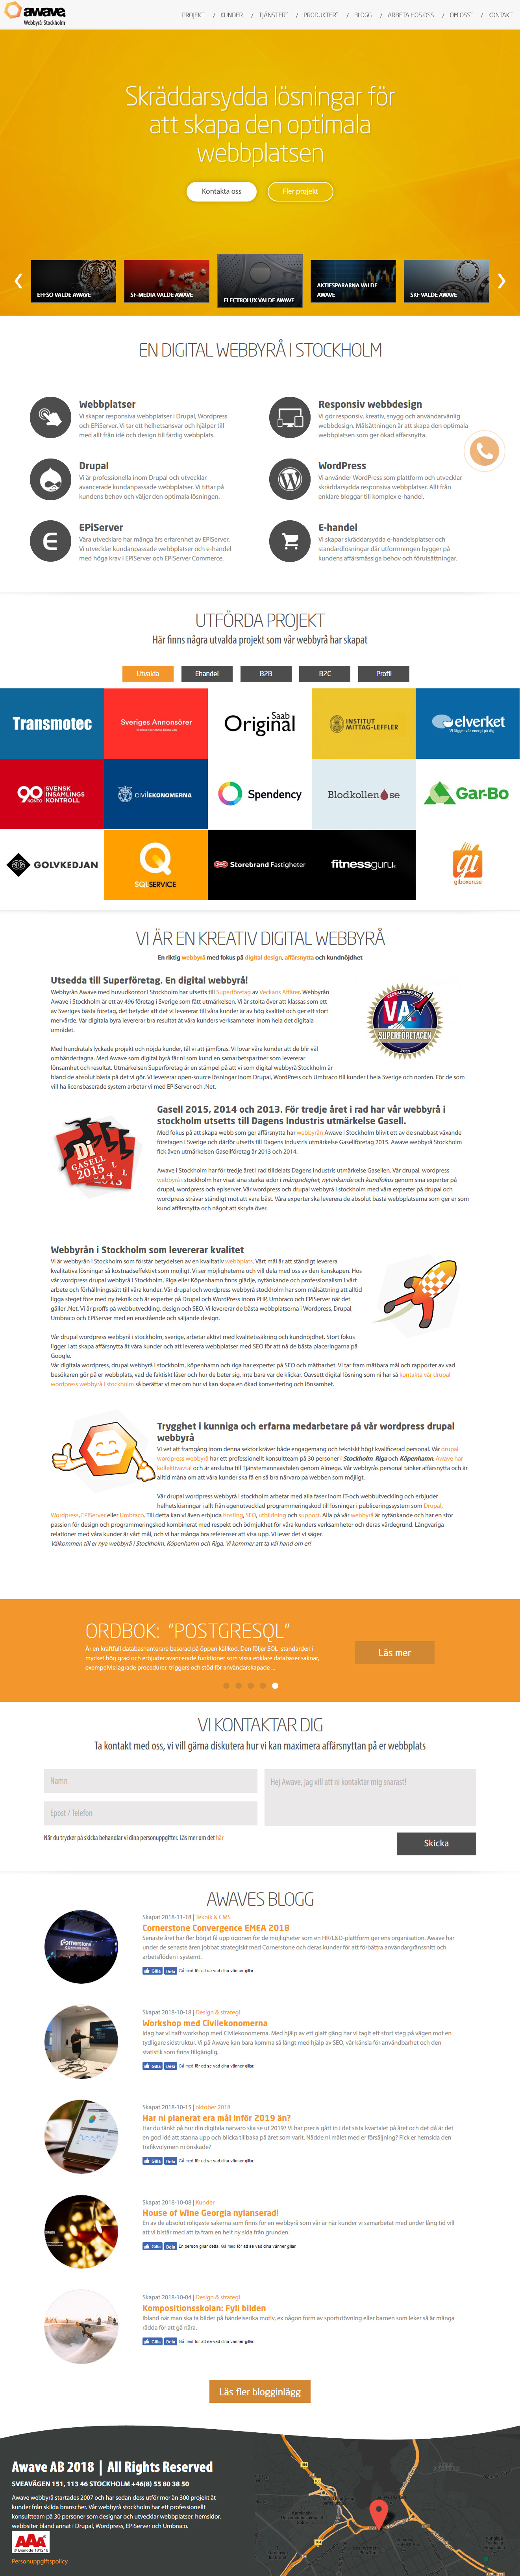 awave
Webbyrå·Stockholm
PROJEKT / KUNDER / TJÄNSTER / PRODUKTER / BLOGG / ARBETA HOS OSS / OM OSS / KONTAKT
Skräddarsydda lösningar för
att skapa den optimala
webbplatsen
Kontakta oss
Fler projekt
EFFSO VALDE AWAVE
SF-MEDIA VALDE AWAVE
ELECTROLUX VALDE AWAVE
AKTIESPARARNA VALDE
AWAVE
SKF VALDE AWAVE
EN DIGITAL WEBBYRÅ I STOCKHOLM
Webbplatser
Vi skapar responsiva webbplatser i Drupal, Wordpress
och EPiServer. Vi tar ett helhetsansvar och hjälper till
med allt från idé och design till färdig webbplats.
Responsiv webbdesign
Vi gör responsiv, kreativ, snygg och användarvänlig
webbdesign. Målsättningen är att skapa den optimala
webbplatsen som ger ökad affärsnytta.
Drupal
Vi är professionella inom Drupal och utvecklar
avancerade kundanpassade webbplatser. Vi tittar på
kundens behov och väljer den optimala lösningen.
WordPress
Vi använder WordPress som plattform och utvecklar
skräddarsydda responsiva webbplatser. Allt från
enklare bloggar till komplex e-handel.
EPiServer
Våra utvecklare har många års erfarenhet av EPiServer.
Vi utvecklar kundanpassade webbplatser och e-handel
med höga krav i EPiServer och EPiServer Commerce.
E-handel
Vi skapar skräddarsydda e-handelsplatser och
standardlösningar där utformningen bygger på
kundens affärsmässiga behov och förutsättningar.
UTFÖRDA PROJEKT
Här finns några utvalda projekt som vår webbyrå har skapat
Utvalda
Ehandel
B2B
B2C
Profil
Transmotec
Sveriges Annonsörer
Saab
Original
INSTITUT
MITTAG-LEFFLER
elverket
Vi lägger vår energi på dig
90
KONTO
SVENSK
INSAMLINGS
KONTROLL
civilEKONOMERNA
Spendency
Blodkollen.se
Gar-Bo
GOLVKEDJAN
SQLSERVICE
Storebrand Fastigheter
fitnessguru
gi
giboxen.se
VI ÄR EN KREATIV DIGITAL WEBBYRÅ
En riktig webbyrå med fokus på digital design, affärsnytta och kundnöjdhet
Utsedda till Superföretag. En digital webbyrå!
Webbyrån Awave med huvudkontor i Stockholm har utsetts till Superföretag av Veckans Affärer. Webbyrån
Awave i Stockholm är ett av 496 företag i Sverige som fått utmärkelsen. Vi är stolta över att klassas som ett
av Sveriges bästa företag, det betyder att det vi levererar till våra kunder är av hög kvalitet och ger ett stort
mervärde. Vår digitala byrå levererar bra resultat åt våra kunders verksamheter inom hela det digitala
området.
VECKANS AFFÄRER
VA
SUPERFÖRETAGEN
Med hundratals lyckade projekt och nöjda kunder, tål vi att jämföras. Vi lovar våra kunder att de blir väl
omhändertagna. Med Awave som digital byrå får ni som kund en samarbetspartner som levererar
lönsamhet och resultat. Utmärkelsen Superföretag är en stämpel på att vi som digital webbyrå Stockholm är
bland de absolut bästa på det vi gör. Vi levererar open-source lösningar inom Drupal, WordPress och Umbraco till kunder i hela Sverige och norden. För de som
vill ha licensbaserade system arbetar vi med EPiServer och .Net.
Gasell 2015, 2014 och 2013. För tredje året i rad har vår webbyrå i
stockholm utsetts till Dagens Industris utmärkelse Gasell.
Di
GASELL
2015
Med fokus på att skapa webb som ger affärsnytta har webbyrån Awave i Stockholm blivit ett av de snabbast växande
företagen i Sverige och därför utsetts till Dagens Industris utmärkelse Gasellföretag 2015. Awave webbyrå Stockholm
fick även utmärkelsen Gasellföretag år 2013 och 2014.
Awave i Stockholm har för tredje året i rad tilldelats Dagens Industris utmärkelse Gasellen. Vår drupal, wordpress
webbyrå i stockholm har visat sina starka sidor i mångsidighet, nytänkande och kundfokus genom sina experter på
drupal, wordpress och episerver. Vår wordpress och drupal webbyrå i stockholm med våra experter på drupal och
wordpress strävar ständigt mot att vara bäst. Våra experter ska leverera de absolut bästa webbplatserna som ger er som
kund affärsnytta och något att skryta över.
Webbyrån i Stockholm som levererar kvalitet
Vi är webbyrån i Stockholm som förstår betydelsen av en kvalitativ webbplats. Vårt mål är att ständigt leverera
kvalitativa lösningar så kostnadseffektivt som möjligt. Vi ser möjligheterna och vill dela med oss av den kunskapen. Hos
vår wordpress drupal webbyrå i Stockholm, Riga eller Köpenhamn finns glädje, nytänkande och professionalism i vårt
arbete och förhållningssätt till våra kunder. Vår drupal och wordpress webbyrå stockholm har som målsättning att alltid
ligga steget före med ny teknik och är experter på Drupal och WordPress inom PHP, Umbraco och EPiServer när det
gäller .Net. Vi är proffs på webbutveckling, design och SEO. Vi levererar de bästa webbplatserna i Wordpress, Drupal,
Umbraco och EPiServer med en enastående och säljande design.
Vår drupal wordpress webbyrå i stockholm, sverige, arbetar aktivt med kvalitetssäkring och kundnöjdhet. Stort fokus
ligger i att skapa affärsnytta åt våra kunder och att leverera webbplatser med SEO för att nå de bästa placeringarna på
Google.
Vår digitala wordpress, drupal webbyrå i stockholm, köpenhamn och riga har experter på SEO och mätbarhet. Vi tar fram mätbara mål och rapporter av vad
besökaren gör på er webbplats, vad de faktiskt läser och hur de beter sig, inte bara var de klickar. Oavsett digital lösning som ni har så kontakta vår drupal
wordpress webbyrå i stockholm så berättar vi mer om hur vi kan skapa en ökad konvertering och lönsamhet.
Trygghet i kunniga och erfarna medarbetare på vår wordpress drupal
webbyrå
Vi vet att framgång inom denna sektor kräver både engagemang och tekniskt högt kvalificerad personal. Vår drupal
wordpress webbyrå har ett professionellt konsultteam på 30 personer i Stockholm, Riga och Köpenhamn. Awave har
kollektivavtal och är anslutna till Tjänstemannaavtalen genom Almega. Vår webbyrås personal tänker affärsnytta och är
alltid måna om att våra kunder ska få en så bra närvaro på webben som möjligt.
Vår drupal wordpress webbyrå i stockholm arbetar med alla faser inom IT-webbutveckling och erbjuder
helhetslösningar i allt från egenutvecklad programmeringskod till lösningar i publiceringssystem som Drupal,
Wordpress, EPiServer eller Umbraco. Till detta kan vi även erbjuda hosting, SEO, utbildning och support. Alla på vår webbyrå är nytänkande och har en stor
passion för design och programmeringskod kombinerat med respekt och ödmjukhet för våra kunders verksamheter och deras värdegrund. Långvariga
relationer med våra kunder är vårt mål, och vi har många bra referenser att visa upp. Vi lever det vi säger.
Välkommen till er nya webbyrå i Stockholm, Köpenhamn och Riga. Vi kommer att ta väl hand om er!
ORDBOK: "POSTGRESQL"
Är en kraftfull databashanterare baserad på öppen källkod. Den följer SQL- standarden i
mycket hög grad och erbjuder avancerade funktioner som vissa enklare databaser saknar,
exempelvis lagrade procedurer, triggers och stöd för användarskapade ...
Läs mer
VI KONTAKTAR DIG
Ta kontakt med oss, vi vill gärna diskutera hur vi kan maximera affärsnyttan på er webbplats
Namn
Hej Awave, jag vill att ni kontaktar mig snarast!
Epost / Telefon
När du trycker på skicka behandlar vi dina personuppgifter. Läs mer om det här
Skicka
AWAVES BLOGG
Skapat 2018-11-18 | Teknik & CMS
Cornerstone Convergence EMEA 2018
Senaste året har fler börjat få upp ögonen för de möjligheter som en HR/L&D-plattform ger ens organisation. Awave har
under de senaste åren jobbat strategiskt med Cornerstone och deras kunder för att förbättra användargränssnitt och
arbetsflöden i systemt.
Gilla Dela Gå med för att se vad dina vänner gillar.
Skapat 2018-10-18 | Design & strategi
Workshop med Civilekonomerna
Idag har vi haft workshop med Civilekonomerna. Med hjälp av ett glatt gäng har vi tagit ett stort steg på vägen mot en
tydligare sidstruktur. Vi på Awave kan bara komma så långt med hjälp av SEO, vår känsla för användbarhet och den
statistik som finns tillgänglig.
Gilla Dela Gå med för att se vad dina vänner gillar.
Skapat 2018-10-15 | oktober 2018
Har ni planerat era mål inför 2019 än?
Har du tänkt på hur din digitala närvaro ska se ut 2019? Vi har precis gått in i det sista kvartalet på året och det då är det
en god idé att stanna upp och blicka tillbaka på året som varit. Nådde ni målet med er försäljning? Fick er hemsida den
trafikvolymen ni önskade?
Gilla Dela Gå med för att se vad dina vänner gillar.
Skapat 2018-10-08 | Kunder
House of Wine Georgia nylanserad!
En av de absolut roligaste sakerna som finns för en webbyrå som vår är när kunder vi samarbetat med under lång tid vill
att vi bistår med att ta fram en helt ny sida från grunden.
Gilla Dela En person gillar detta. Gå med för att se vad dina vänner gillar.
Skapat 2018-10-04 | Design & strategi
Kompositionsskolan: Fyll bilden
Ibland när man ska ta bilder på händelserika motiv, ex någon form av sportutövning eller barnen som leker så är många
rädda för att gå nära.
Gilla Dela Gå med för att se vad dina vänner gillar.
Läs fler blogginlägg
Awave AB 2018 | All Rights Reserved
SVEAVÄGEN 151, 113 46 STOCKHOLM +46(8) 55 80 38 50
Awave webbyrå startades 2007 och har sedan dess utför mer än 300 projekt åt
kunder från skilda branscher. Vår webbyrå stockholm har ett professionellt
konsultteam på 30 personer som designar och utvecklar webbplatser, hemsidor,
webbsiter bland annat i Drupal, Wordpress, EPiServer och Umbraco.
AAA
© Bisnode 181218
Personuppgiftspolicy